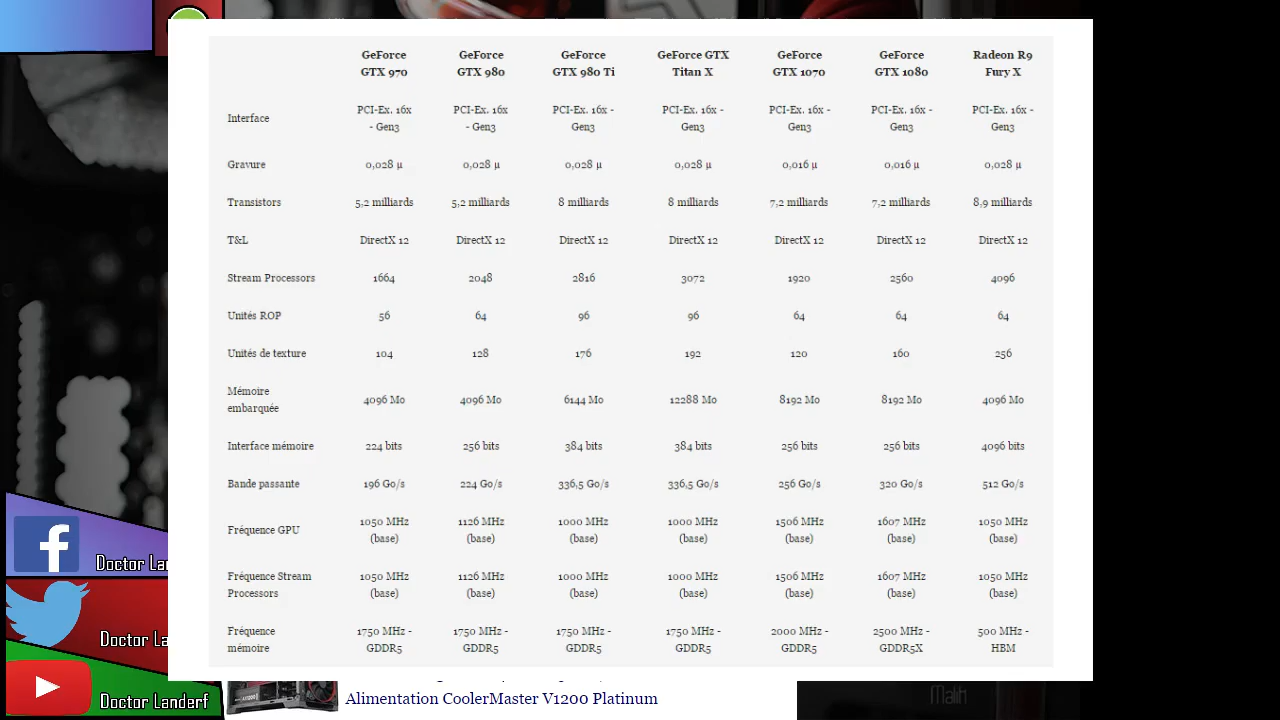 GeForce GTX 970 GeForce GTX 980 GeForce GTX 980 Ti GeForce GTX Titan X GeForce GTX 1070 GeForce GTX 1080 Radeon R9 Fury X
Interface PCI-Ex. 16x - Gen3 PCI-Ex. 16x - Gen3 PCI-Ex. 16x - Gen3 PCI-Ex. 16x - Gen3 PCI-Ex. 16x - Gen3 PCI-Ex. 16x - Gen3 PCI-Ex. 16x - Gen3
Gravure 0,028 µ 0,028 µ 0,028 µ 0,028 µ 0,016 µ 0,016 µ 0,028 µ
Transistors 5,2 milliards 5,2 milliards 8 milliards 8 milliards 7,2 milliards 7,2 milliards 8,9 milliards
T&L DirectX 12 DirectX 12 DirectX 12 DirectX 12 DirectX 12 DirectX 12 DirectX 12
Stream Processors 1664 2048 2816 3072 1920 2560 4096
Unités ROP 56 64 96 96 64 64 64
Unités de texture 104 128 176 192 120 160 256
Mémoire embarquée 4096 Mo 4096 Mo 6144 Mo 12288 Mo 8192 Mo 8192 Mo 4096 Mo
Interface mémoire 224 bits 256 bits 384 bits 384 bits 256 bits 256 bits 4096 bits
Bande passante 196 Go/s 224 Go/s 336,5 Go/s 336,5 Go/s 256 Go/s 320 Go/s 512 Go/s
Fréquence GPU 1050 MHz (base) 1126 MHz (base) 1000 MHz (base) 1000 MHz (base) 1506 MHz (base) 1607 MHz (base) 1050 MHz (base)
Fréquence Stream Processors 1050 MHz (base) 1126 MHz (base) 1000 MHz (base) 1000 MHz (base) 1506 MHz (base) 1607 MHz (base) 1050 MHz (base)
Fréquence mémoire 1750 MHz - GDDR5 1750 MHz - GDDR5 1750 MHz - GDDR5 1750 MHz - GDDR5 2000 MHz - GDDR5 2500 MHz - GDDR5X 500 MHz - HBM
Doctor Lan
Doctor La
Doctor Landerf
Alimentation CoolerMaster V1200 Platinum